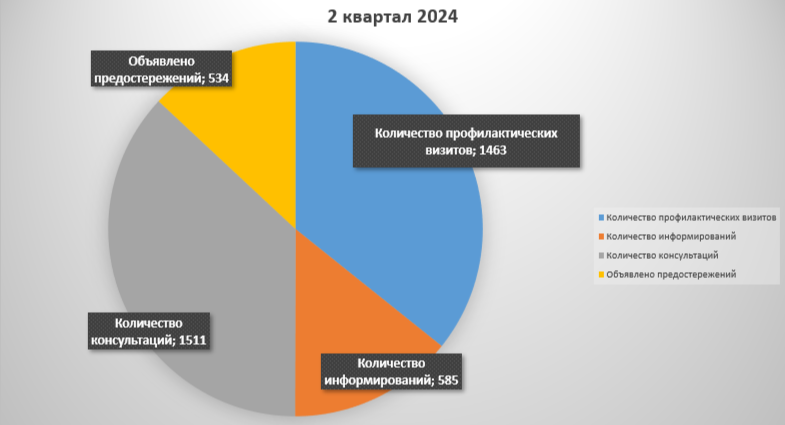 2 квартал 2024
Объявлено
предостережений; 534
Количество профилактических
визитов; 1463
Количество
консультаций; 1511
Количество
информирований; 585
Количество профилактических визитов
Количество информирований
Количество консультаций
Объявлено предостережений